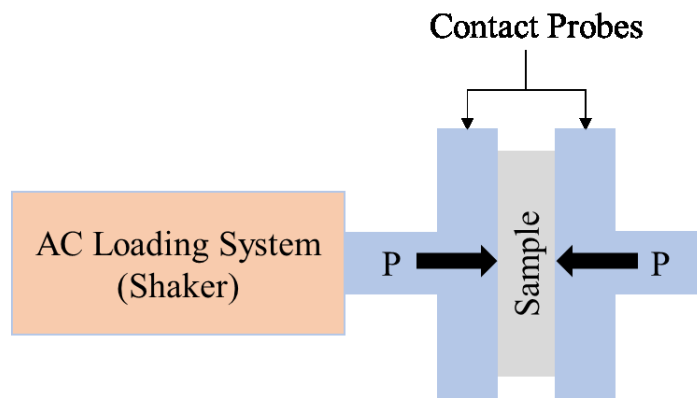 Contact Probes
AC Loading System
(Shaker)
P
Sample
P